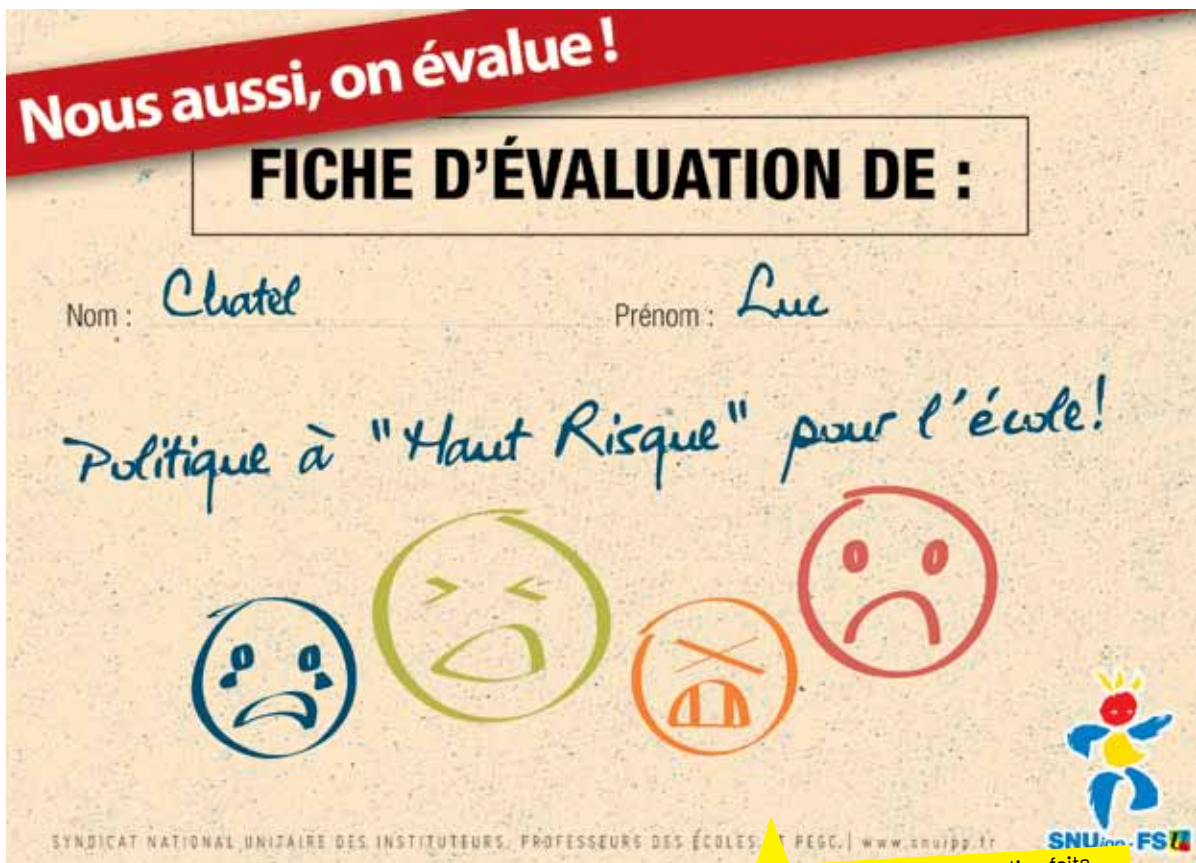 Nous aussi, on évalue !
FICHE D'ÉVALUATION DE :
Nom : Chatel Prénom : Luc
Politique à "Haut Risque" pour l'école!
SYNDICAT NATIONAL UNITAIRE DES INSTITUTEURS, PROFESSEURS DES ÉCOLES ET PEGC. | www.snuipp.fr
SNUipp-FSU
faite